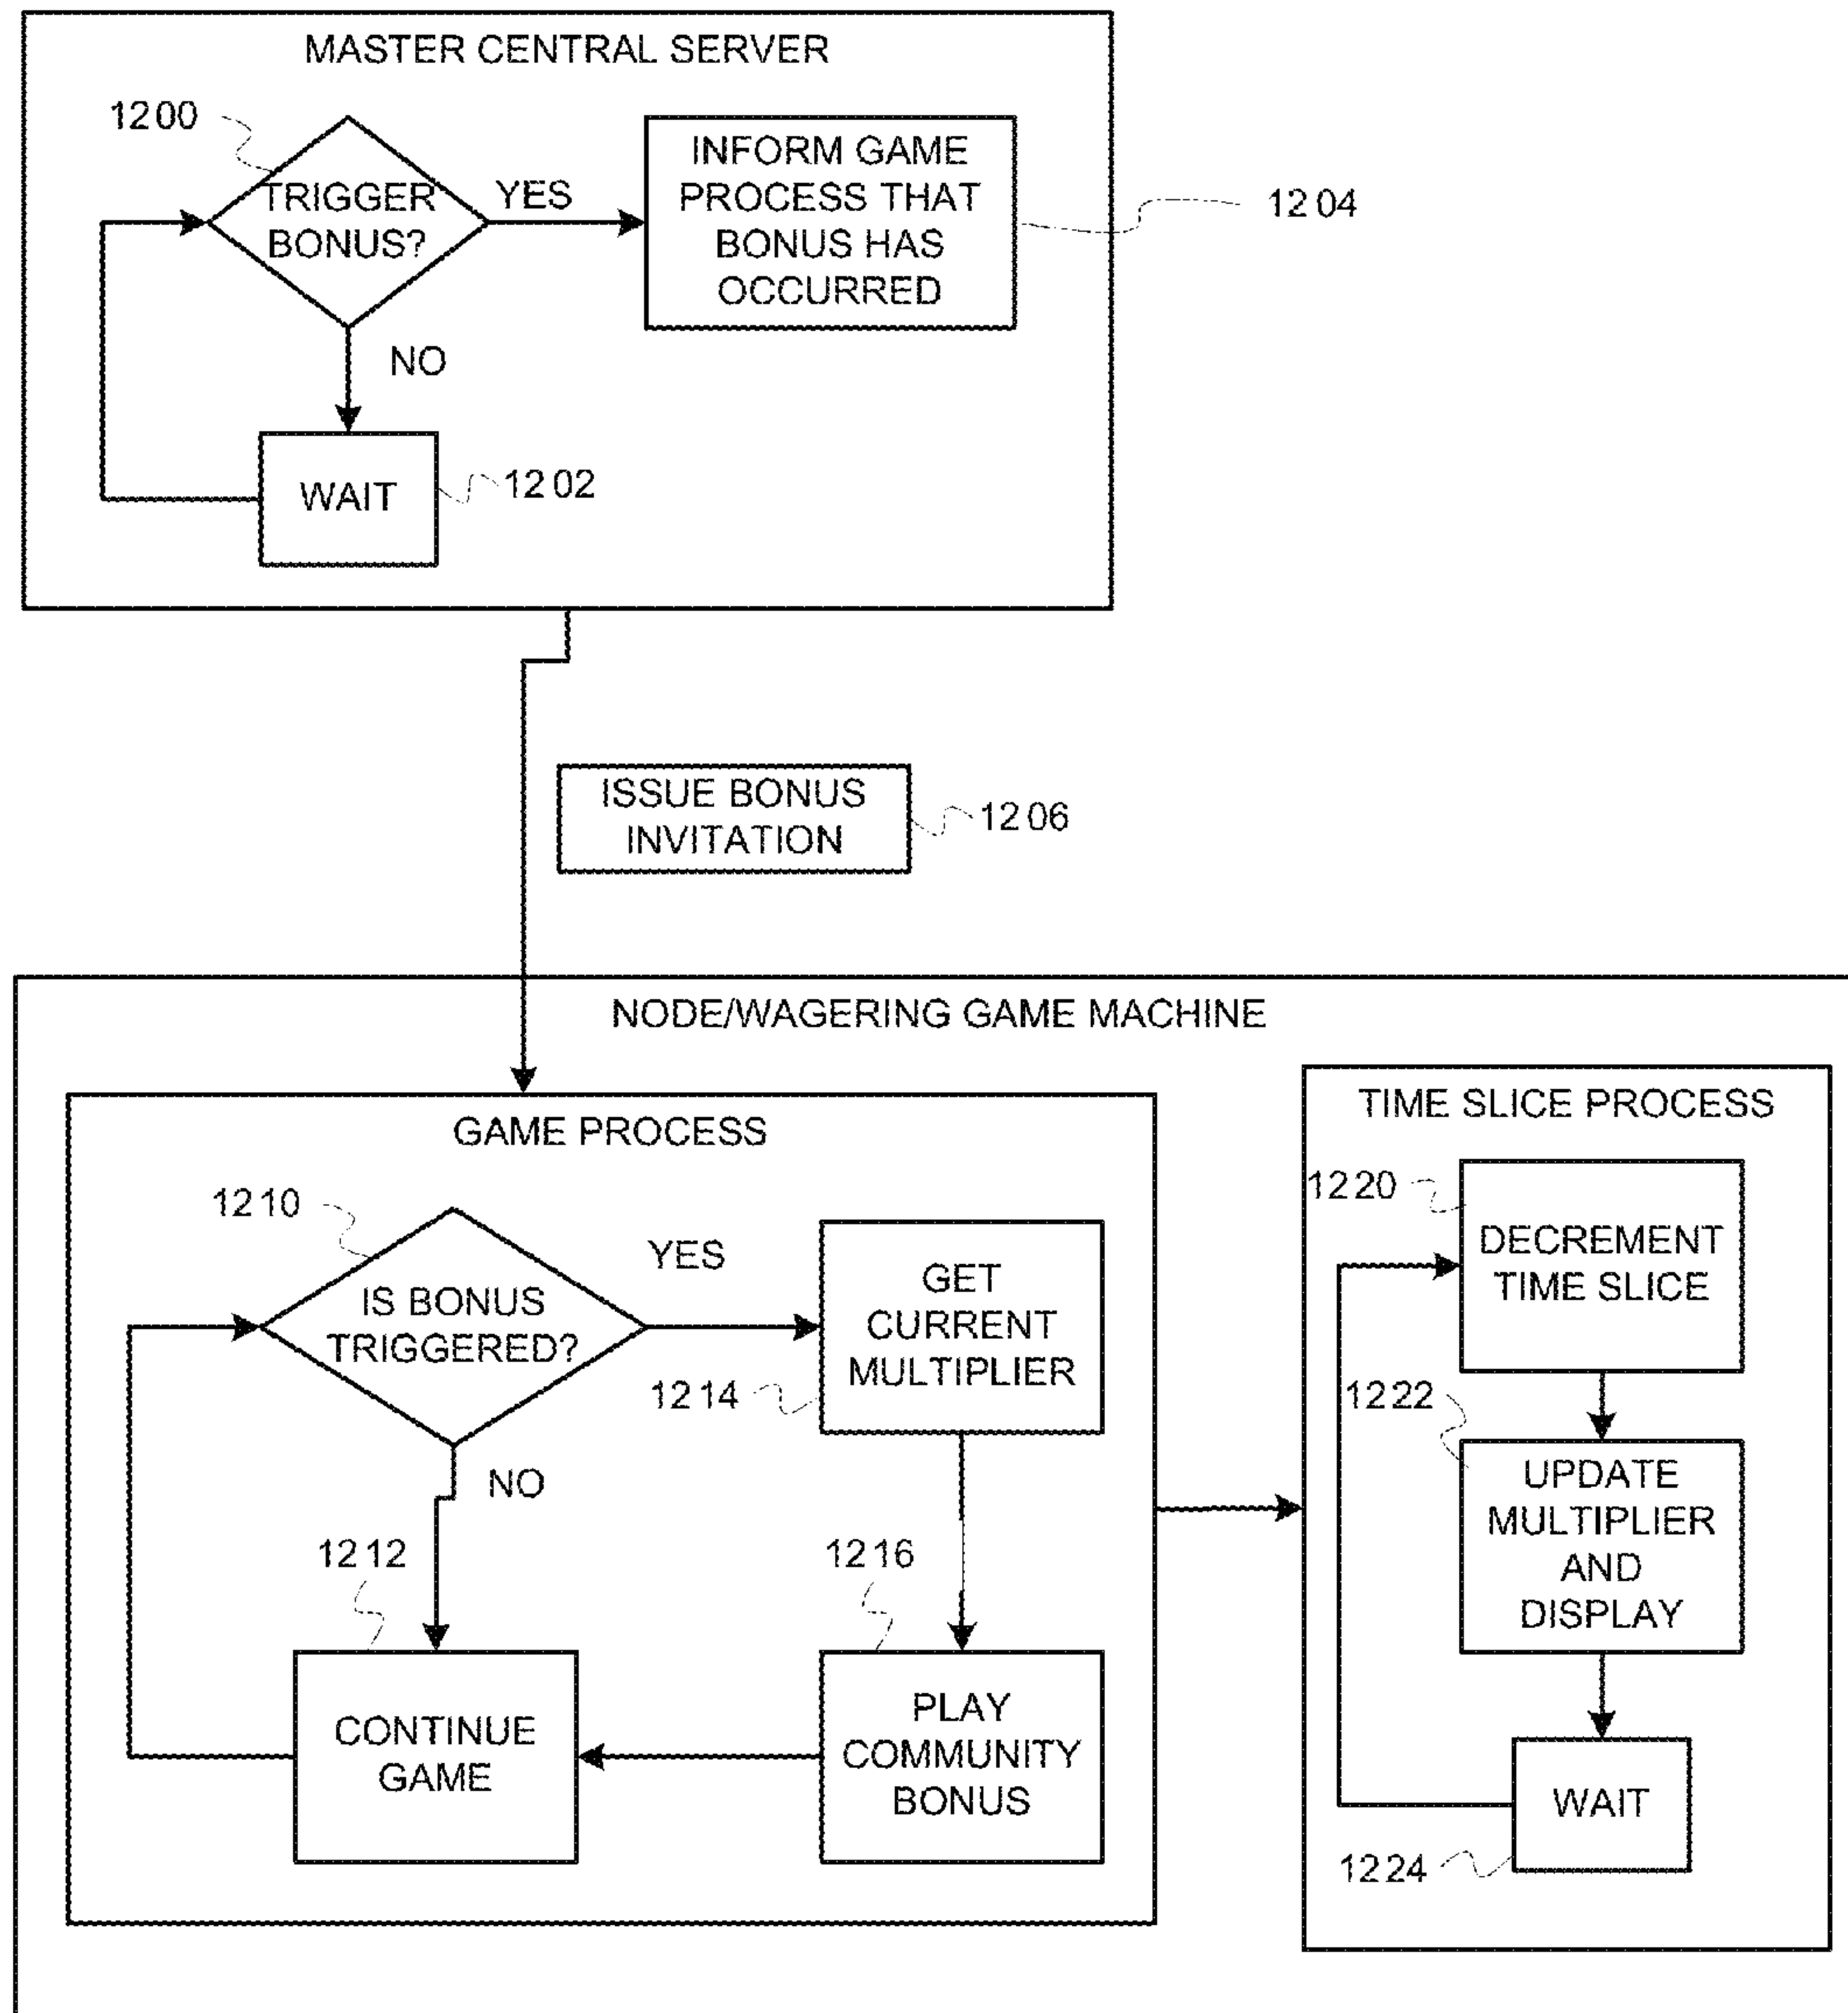 MASTER CENTRAL SERVER
1200
TRIGGER
BONUS?
YES
INFORM GAME
PROCESS THAT
BONUS HAS
OCCURRED
1204
NO
WAIT
1202
ISSUE BONUS
INVITATION
1206
NODE/WAGERING GAME MACHINE
GAME PROCESS
1210
IS BONUS
TRIGGERED?
YES
GET
CURRENT
MULTIPLIER
1214
NO
1212
CONTINUE
GAME
1216
PLAY
COMMUNITY
BONUS
TIME SLICE PROCESS
1220
DECREMENT
TIME SLICE
1222
UPDATE
MULTIPLIER
AND
DISPLAY
WAIT
1224